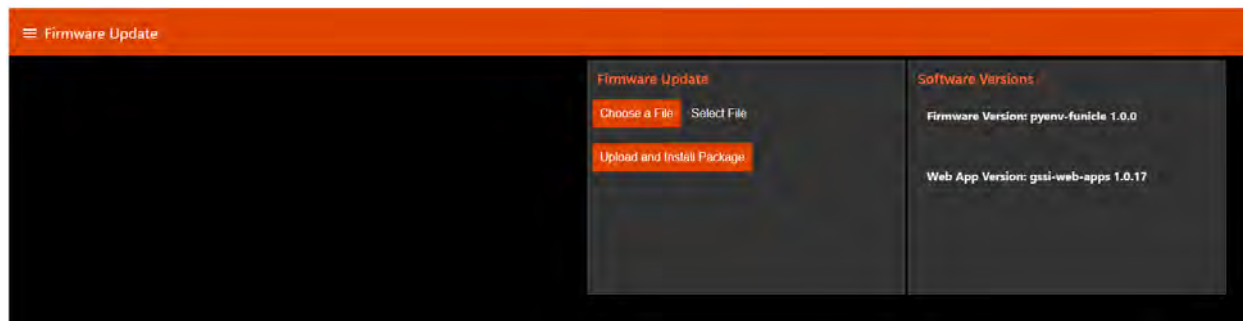 Firmware Update
Firmware Update
Choose a File Select File
Upload and Install Package
Software Versions
Firmware Version: pyenv-funicle 1.0.0
Web App Version: gssi-web-apps 1.0.17